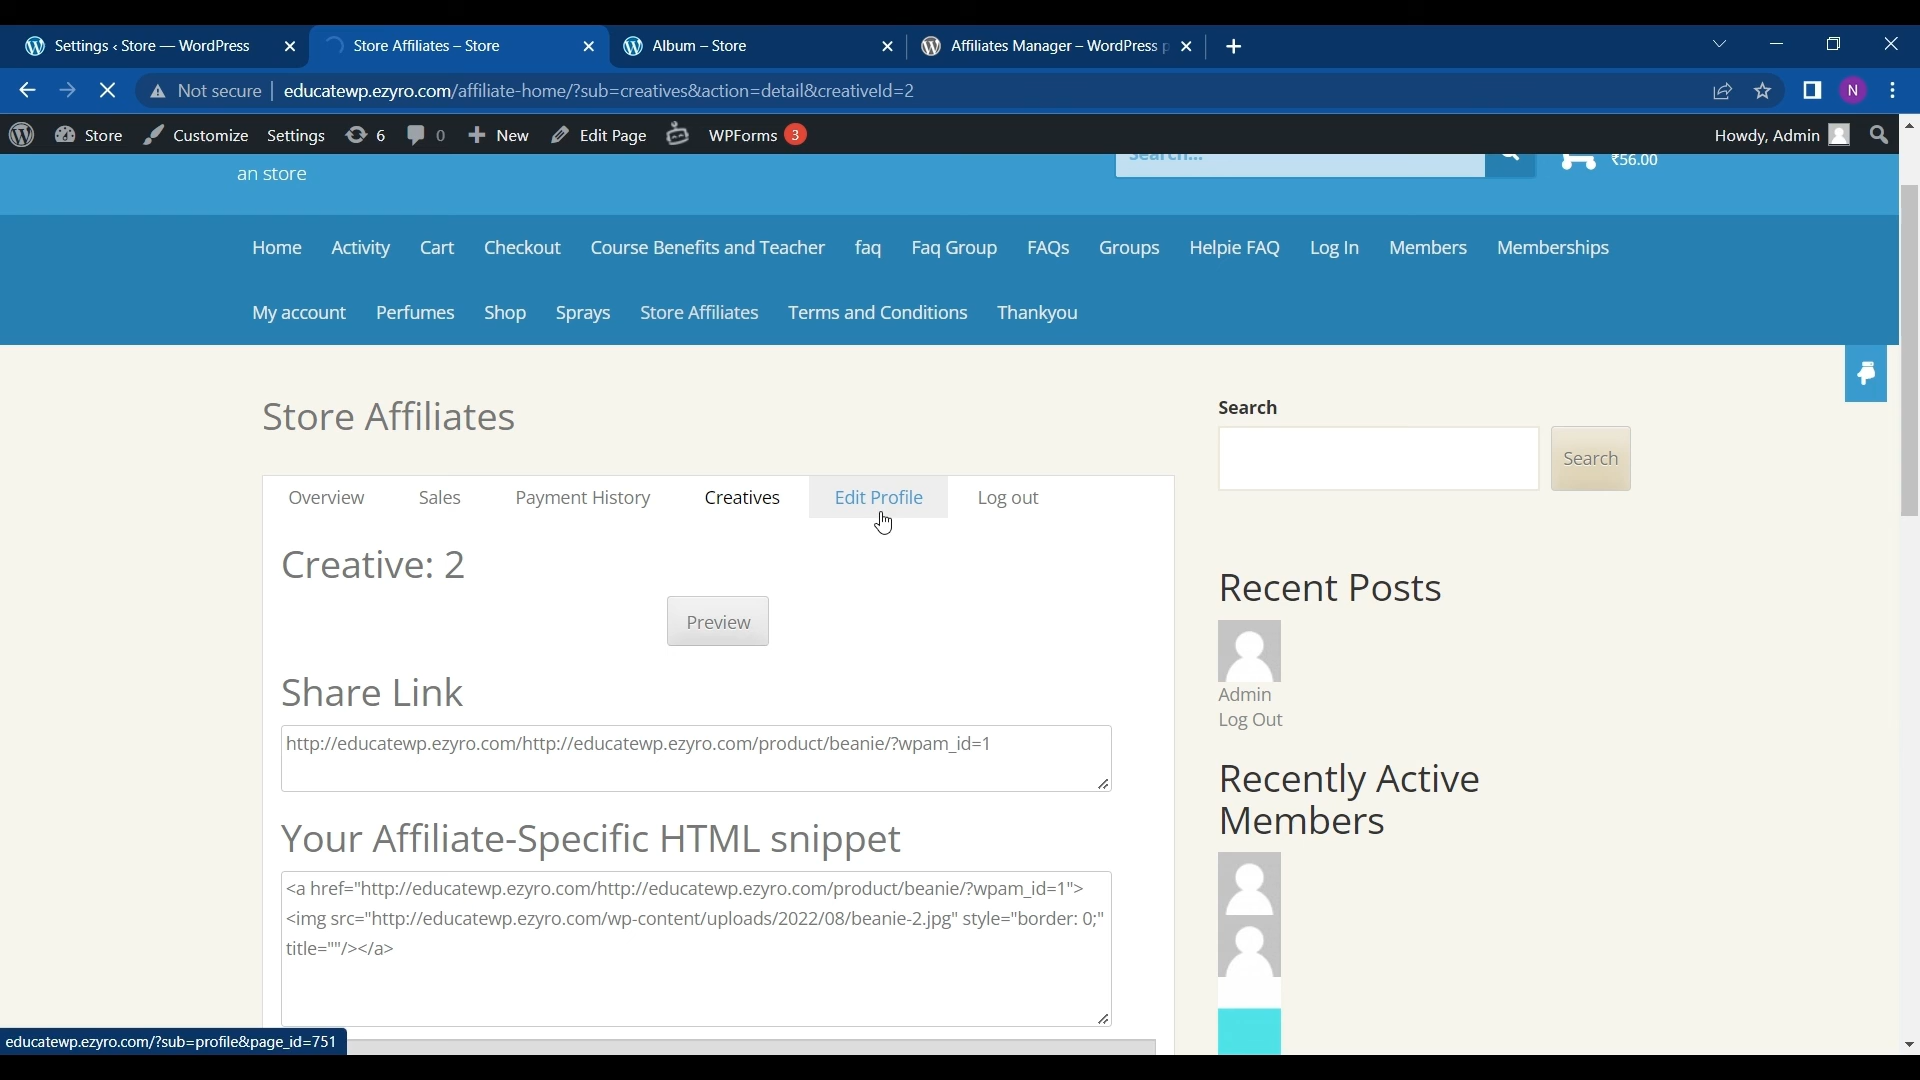 Settings ‹ Store — WordPress
Store Affiliates – Store
Album – Store
Affiliates Manager – WordPress p
Not secure
educatewp.ezyro.com/affiliate-home/?sub=creatives&action=detail&creativeId=2
N
Store
Customize
Settings
6
0
New
Edit Page
WPForms
3
Howdy, Admin
an store
Search...
₹56.00
Home
Activity
Cart
Checkout
Course Benefits and Teacher
faq
Faq Group
FAQs
Groups
Helpie FAQ
Log In
Members
Memberships
My account
Perfumes
Shop
Sprays
Store Affiliates
Terms and Conditions
Thankyou
Store Affiliates
Overview
Sales
Payment History
Creatives
Edit Profile
Log out
Creative: 2
Preview
Share Link
http://educatewp.ezyro.com/http://educatewp.ezyro.com/product/beanie/?wpam_id=1
Your Affiliate-Specific HTML snippet
<a href="http://educatewp.ezyro.com/http://educatewp.ezyro.com/product/beanie/?wpam_id=1">
<img src="http://educatewp.ezyro.com/wp-content/uploads/2022/08/beanie-2.jpg" style="border: 0;"
title=""/></a>
Search
Search
Recent Posts
Admin
Log Out
Recently Active
Members
educatewp.ezyro.com/?sub=profile&page_id=751